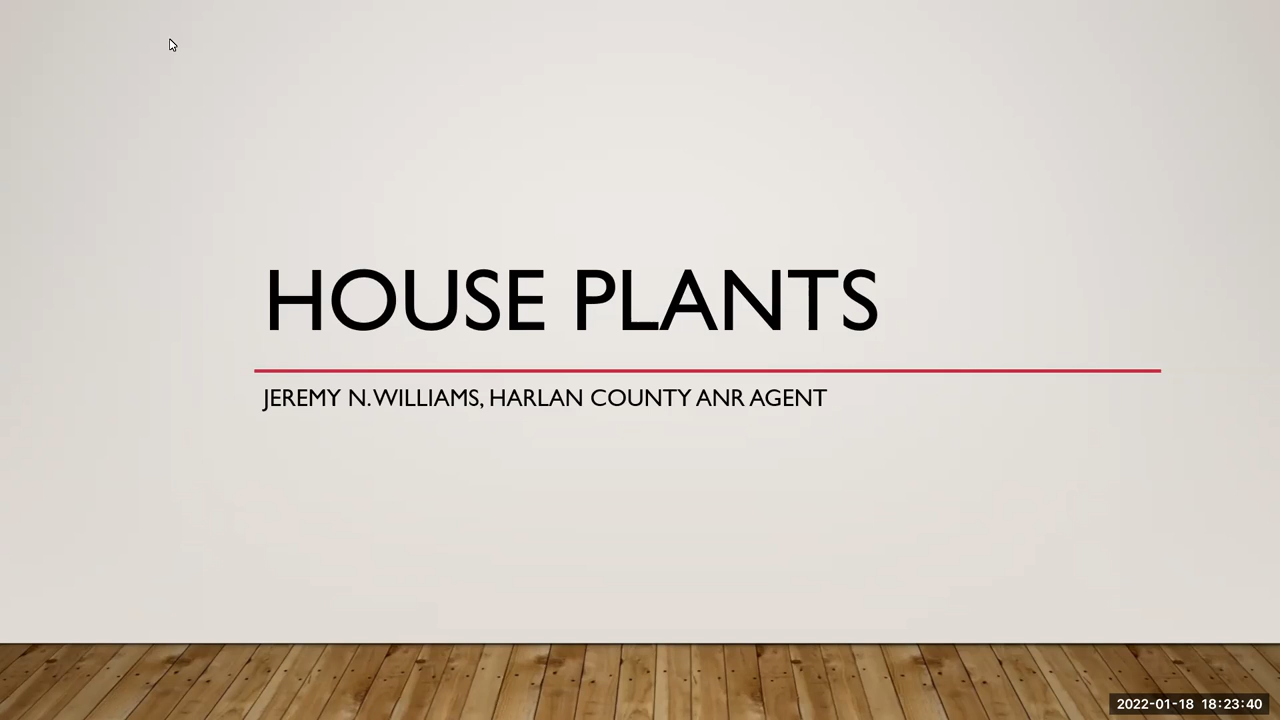 HOUSE PLANTS
JEREMY N. WILLIAMS, HARLAN COUNTY ANR AGENT
2022-01-18 18:23:40